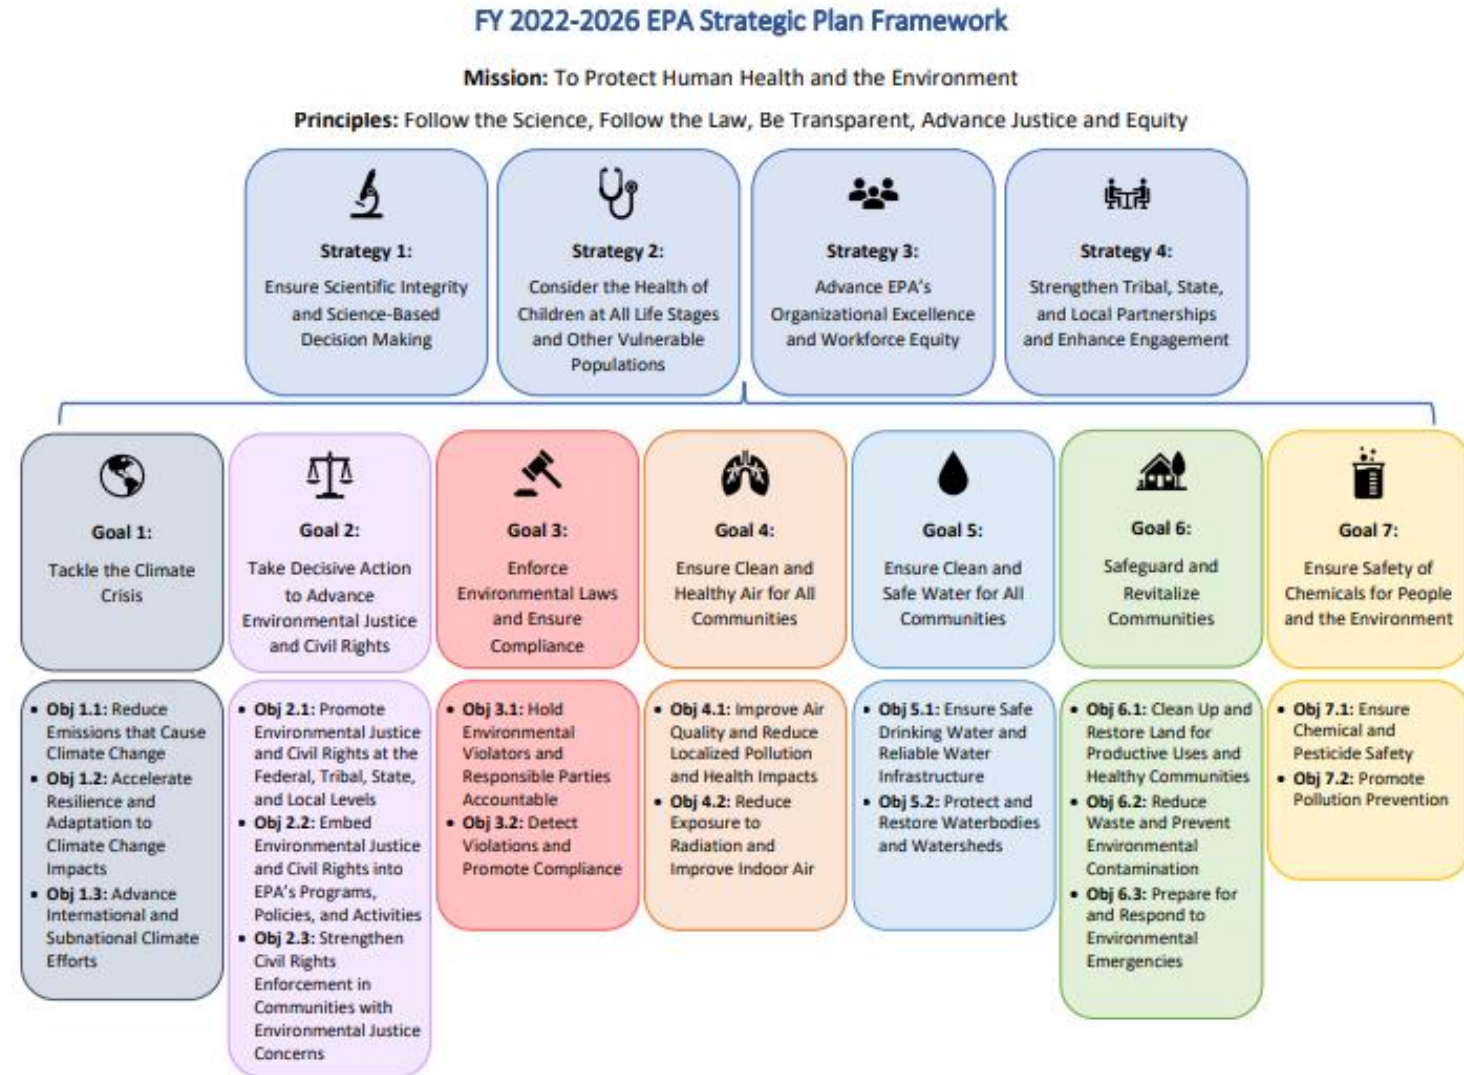 FY 2022-2026 EPA Strategic Plan Framework
Mission: To Protect Human Health and the Environment
Principles: Follow the Science, Follow the Law, Be Transparent, Advance Justice and Equity
Strategy 1:
Ensure Scientific Integrity
and Science-Based
Decision Making
Strategy 2:
Consider the Health of
Children at All Life Stages
and Other Vulnerable
Populations
Strategy 3:
Advance EPA's
Organizational Excellence
and Workforce Equity
Strategy 4:
Strengthen Tribal, State,
and Local Partnerships
and Enhance Engagement
Goal 1:
Tackle the Climate
Crisis
Goal 2:
Take Decisive Action
to Advance
Environmental Justice
and Civil Rights
Goal 3:
Enforce
Environmental Laws
and Ensure
Compliance
Goal 4:
Ensure Clean and
Healthy Air for All
Communities
Goal 5:
Ensure Clean and
Safe Water for All
Communities
Goal 6:
Safeguard and
Revitalize
Communities
Goal 7:
Ensure Safety of
Chemicals for People
and the Environment
• Obj 1.1: Reduce
Emissions that Cause
Climate Change
• Obj 1.2: Accelerate
Resilience and
Adaptation to
Climate Change
Impacts
• Obj 1.3: Advance
International and
Subnational Climate
Efforts
• Obj 2.1: Promote
Environmental Justice
and Civil Rights at the
Federal, Tribal, State,
and Local Levels
• Obj 2.2: Embed
Environmental Justice
and Civil Rights into
EPA's Programs,
Policies, and Activities
• Obj 2.3: Strengthen
Civil Rights
Enforcement in
Communities with
Environmental Justice
Concerns
• Obj 3.1: Hold
Environmental
Violators and
Responsible Parties
Accountable
• Obj 3.2: Detect
Violations and
Promote Compliance
• Obj 4.1: Improve Air
Quality and Reduce
Localized Pollution
and Health Impacts
• Obj 4.2: Reduce
Exposure to
Radiation and
Improve Indoor Air
• Obj 5.1: Ensure Safe
Drinking Water and
Reliable Water
Infrastructure
• Obj 5.2: Protect and
Restore Waterbodies
and Watersheds
• Obj 6.1: Clean Up and
Restore Land for
Productive Uses and
Healthy Communities
• Obj 6.2: Reduce
Waste and Prevent
Environmental
Contamination
• Obj 6.3: Prepare for
and Respond to
Environmental
Emergencies
• Obj 7.1: Ensure
Chemical and
Pesticide Safety
• Obj 7.2: Promote
Pollution Prevention